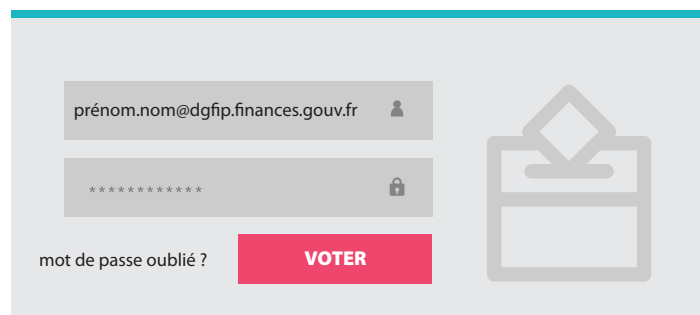 prénom.nom@dgfip.finances.gouv.fr
************
mot de passe oublié ?
VOTER